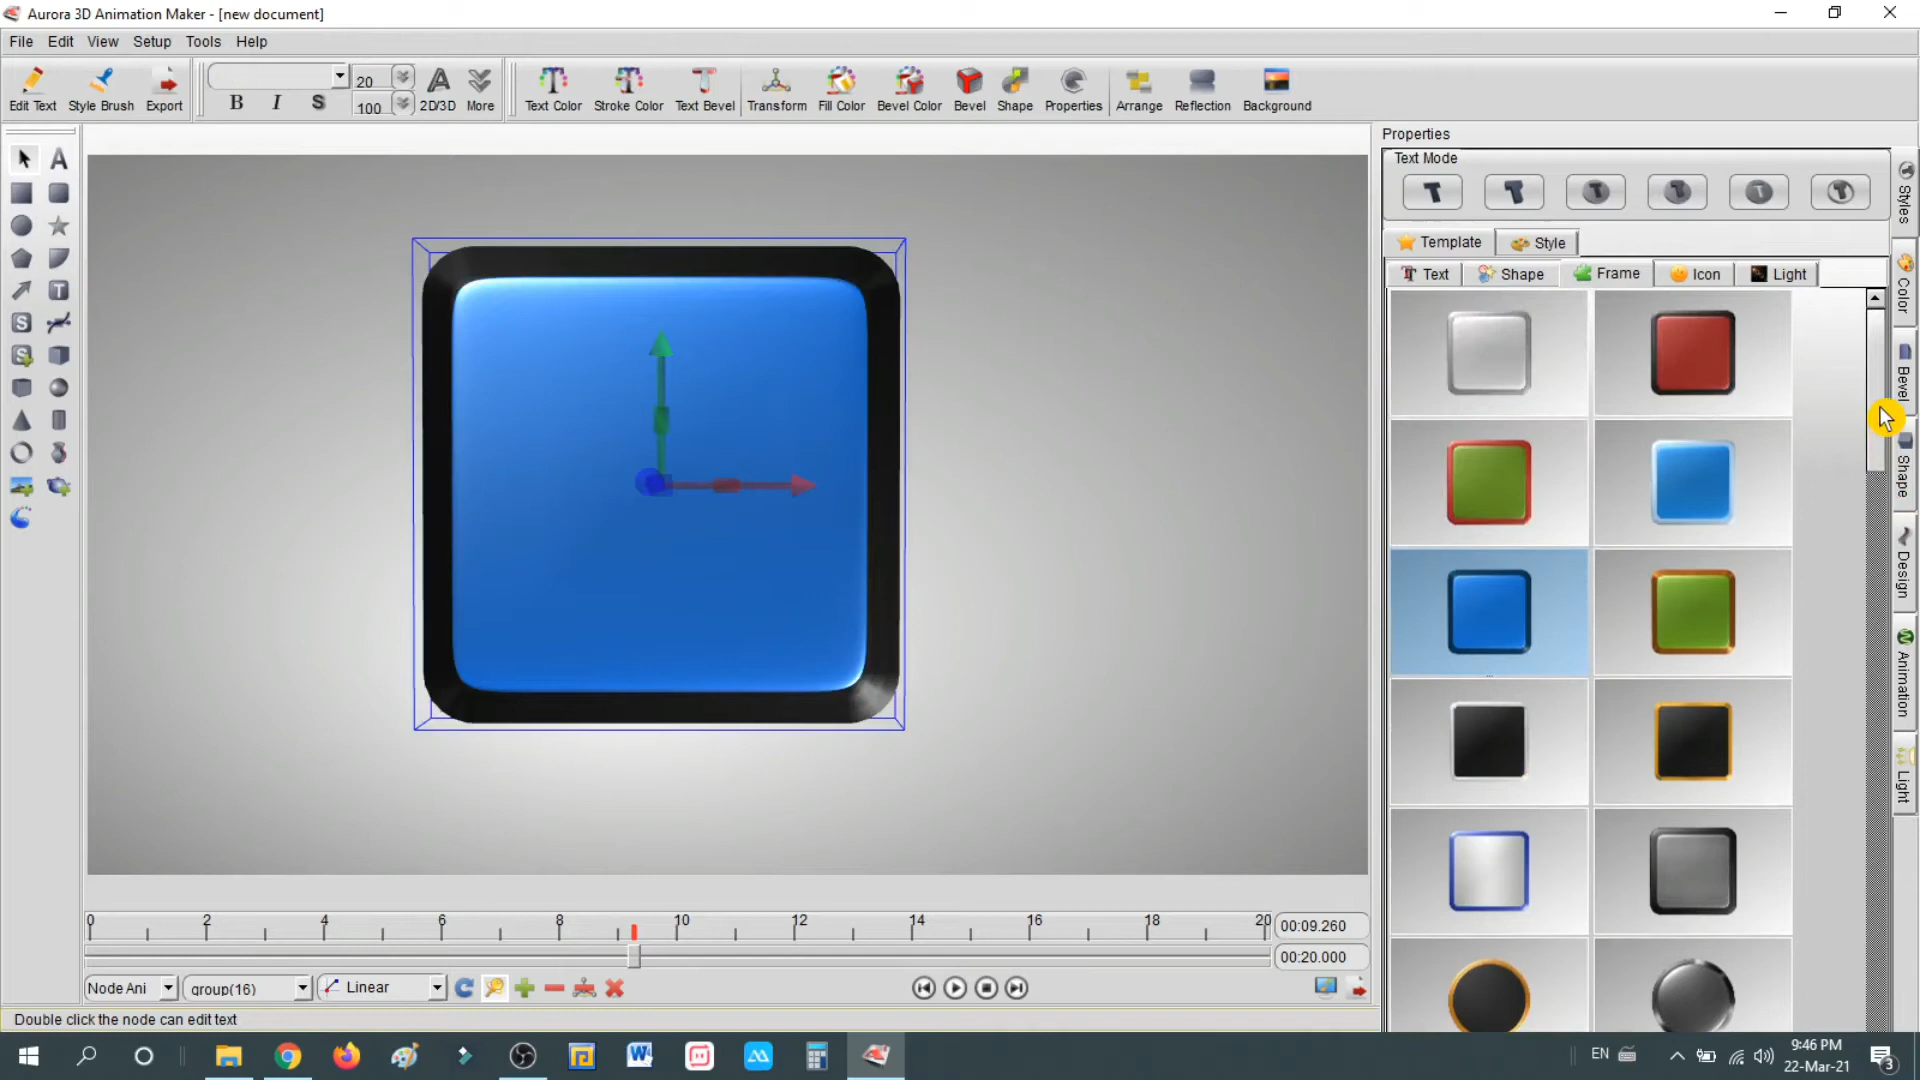 Aurora 3D Animation Maker - [new document]
File Edit View Setup Tools Help
Edit Text Style Brush Export 20 100 B I S 2D/3D More Text Color Stroke Color Text Bevel Transform Fill Color Bevel Color Bevel Shape Properties Arrange Reflection Background
Properties
Text Mode
Template Style
Text Shape Frame Icon Light
Styles
Color
Bevel
Shape
Design
Animation
Light
0 2 4 6 8 10 12 14 16 18 20
00:09.260
00:20.000
Node Ani group(16) Linear
Double click the node can edit text
EN
9:46 PM
22-Mar-21
3